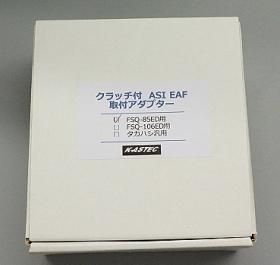 クラッチ付 ASI EAF
取付アダプター
☑ FSQ-85ED用
□ FSQ-106ED用
□ タカハシ汎用
KASTEC